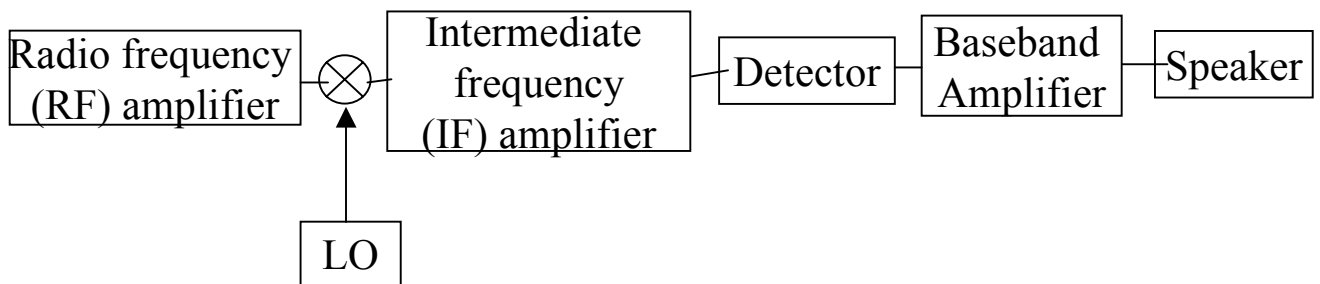 Radio frequency
(RF) amplifier
Intermediate
frequency
(IF) amplifier
Detector
Baseband
Amplifier
Speaker
LO